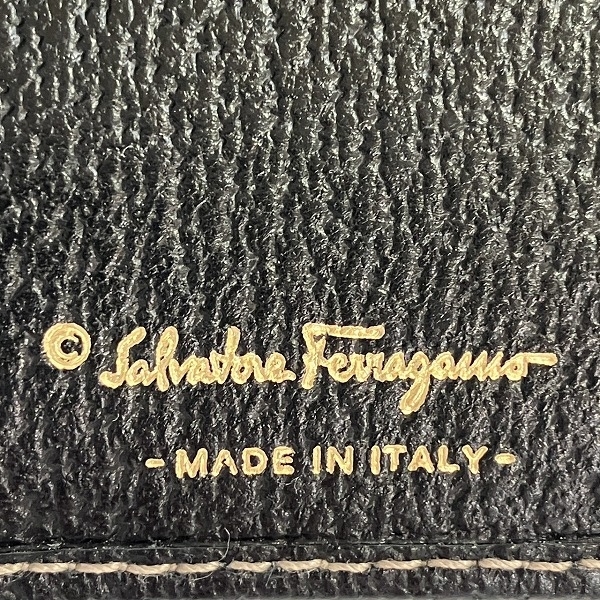 © Salvatore Ferragamo
- MADE IN ITALY -